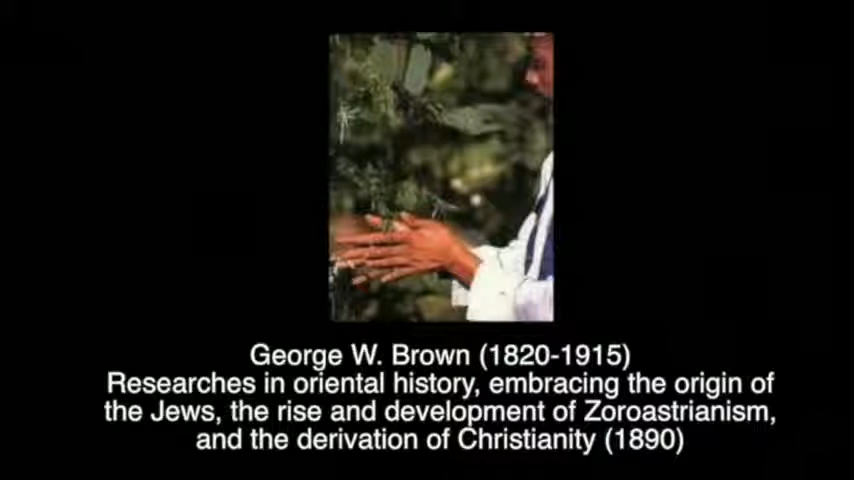 George W. Brown (1820-1915)
Researches in oriental history, embracing the origin of
the Jews, the rise and development of Zoroastrianism,
and the derivation of Christianity (1890)